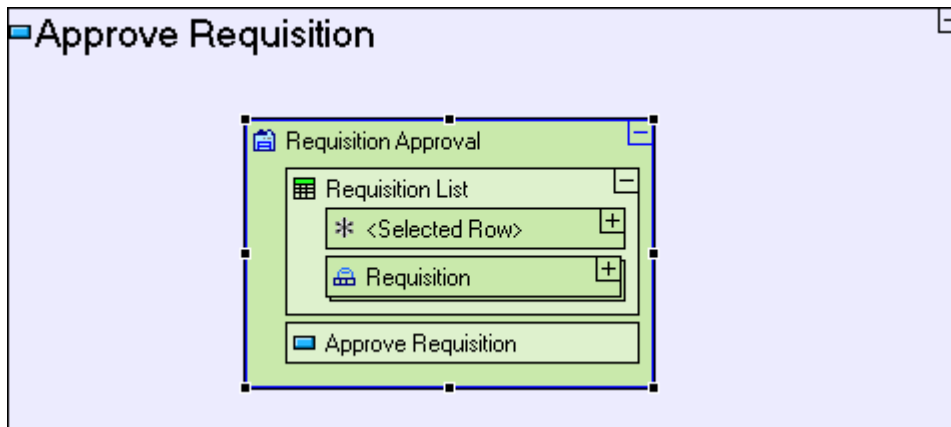 Approve Requisition
Requisition Approval
Requisition List
<Selected Row>
Requisition
Approve Requisition